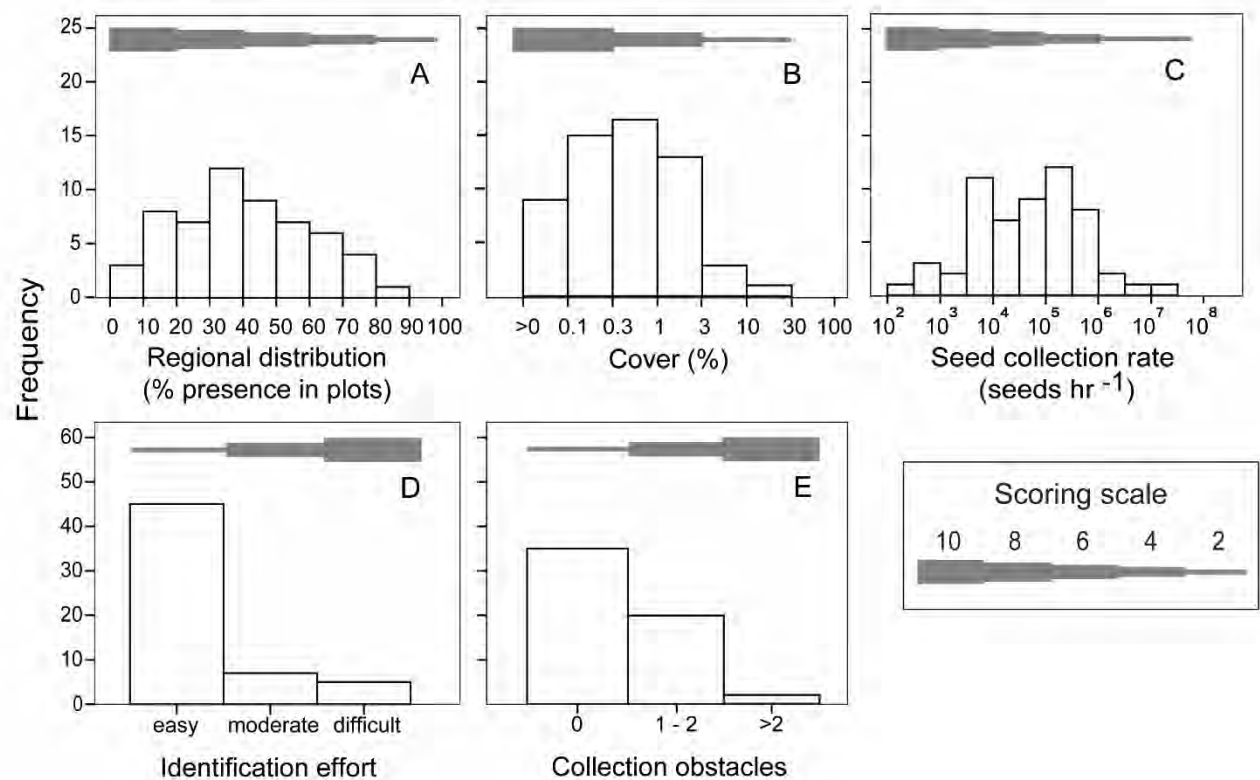 Frequency
25
20
15
10
5
0
A
0 10 20 30 40 50 60 70 80 90 100
Regional distribution
(% presence in plots)
B
>0 0.1 0.3 1 3 10 30 100
Cover (%)
C
10² 10³ 10⁴ 10⁵ 10⁶ 10⁷ 10⁸
Seed collection rate
(seeds hr ⁻¹)
60
50
40
30
20
10
0
D
easy moderate difficult
Identification effort
E
0 1 - 2 >2
Collection obstacles
Scoring scale
10 8 6 4 2